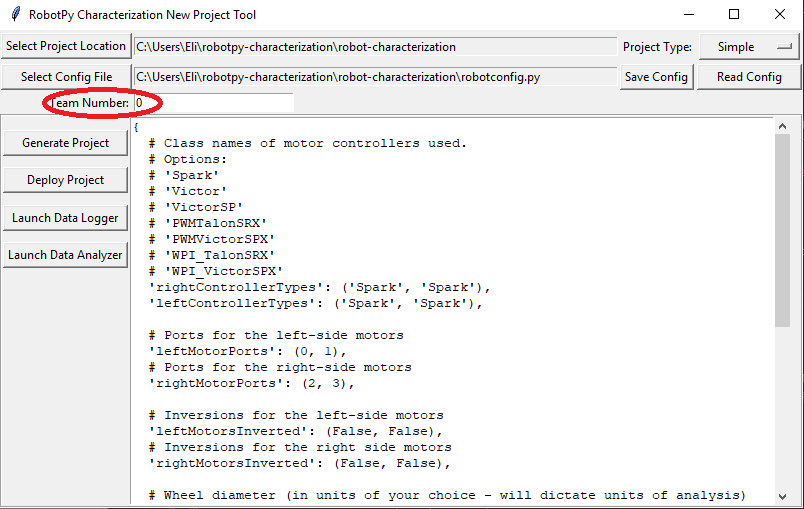 RobotPy Characterization New Project Tool
Select Project Location C:\Users\Eli\robotpy-characterization\robot-characterization Project Type: Simple
Select Config File C:\Users\Eli\robotpy-characterization\robot-characterization\robotconfig.py Save Config Read Config
Team Number: 0
Generate Project
Deploy Project
Launch Data Logger
Launch Data Analyzer
{
# Class names of motor controllers used.
# Options:
# 'Spark'
# 'Victor'
# 'VictorSP'
# 'PWMTalonSRX'
# 'PWMVictorSPX'
# 'WPI_TalonSRX'
# 'WPI_VictorSPX'
'rightControllerTypes': ('Spark', 'Spark'),
'leftControllerTypes': ('Spark', 'Spark'),
# Ports for the left-side motors
'leftMotorPorts': (0, 1),
# Ports for the right-side motors
'rightMotorPorts': (2, 3),
# Inversions for the left-side motors
'leftMotorsInverted': (False, False),
# Inversions for the right side motors
'rightMotorsInverted': (False, False),
# Wheel diameter (in units of your choice - will dictate units of analysis)